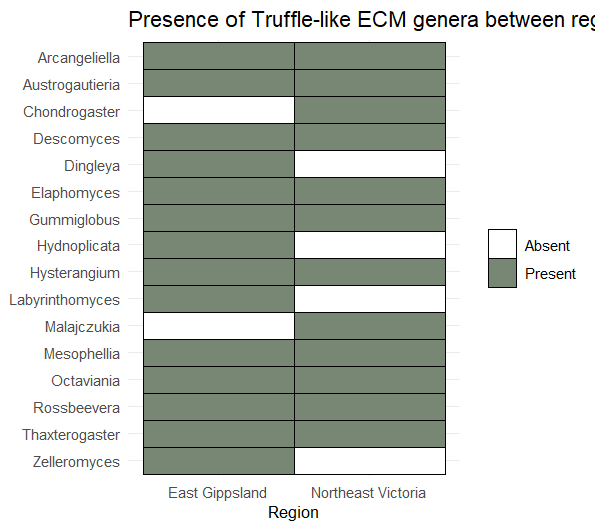 Presence of Truffle-like ECM genera between reg
Arcangeliella
Austrogautieria
Chondrogaster
Descomyces
Dingleya
Elaphomyces
Gummiglobus
Hydnoplicata
Hysterangium
Labyrinthomyces
Malajczukia
Mesophellia
Octaviania
Rossbeevera
Thaxterogaster
Zelleromyces
Absent
Present
East Gippsland Northeast Victoria
Region